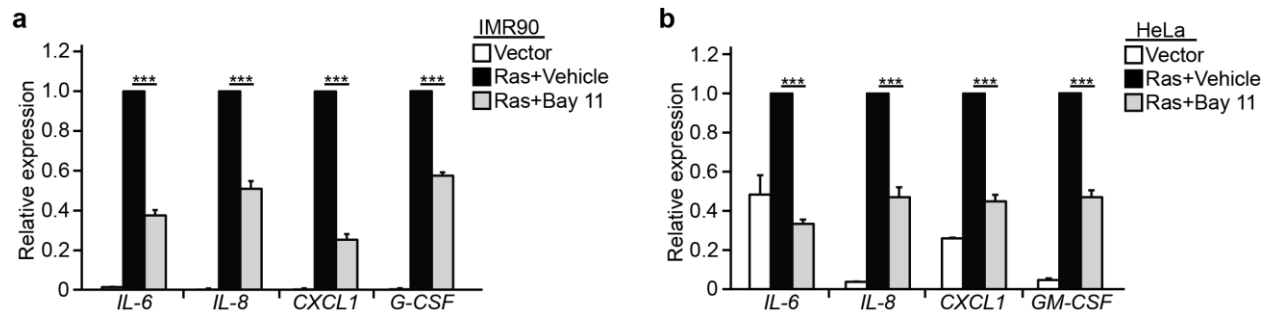 a
IMR90
Vector
Ras+Vehicle
Ras+Bay 11
Relative expression
1.2
1.0
0.8
0.6
0.4
0.2
0
***
***
***
***
IL-6
IL-8
CXCL1
G-CSF
b
HeLa
Vector
Ras+Vehicle
Ras+Bay 11
Relative expression
1.2
1.0
0.8
0.6
0.4
0.2
0
***
***
***
***
IL-6
IL-8
CXCL1
GM-CSF